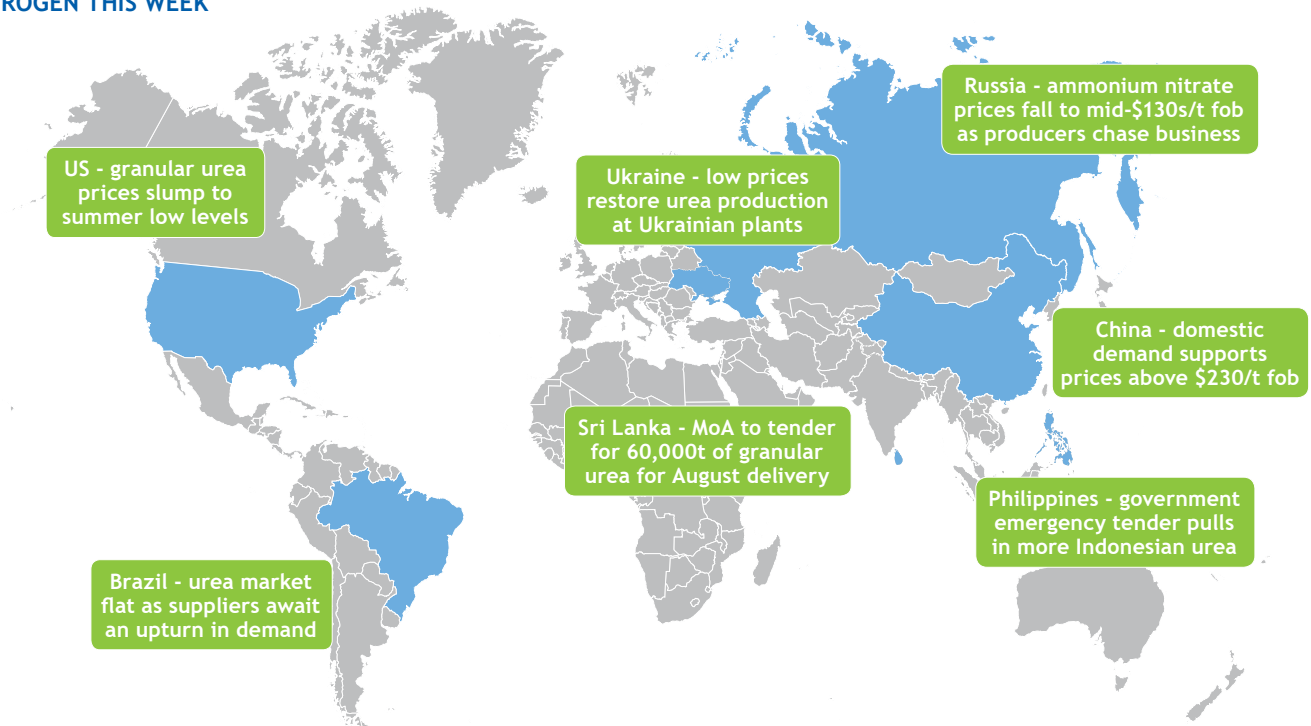 ROGEN THIS WEEK
Russia - ammonium nitrate
prices fall to mid-$130s/t fob
as producers chase business
US - granular urea
prices slump to
summer low levels
Ukraine - low prices
restore urea production
at Ukrainian plants
China - domestic
demand supports
prices above $230/t fob
Sri Lanka - MoA to tender
for 60,000t of granular
urea for August delivery
Philippines - government
emergency tender pulls
in more Indonesian urea
Brazil - urea market
flat as suppliers await
an upturn in demand